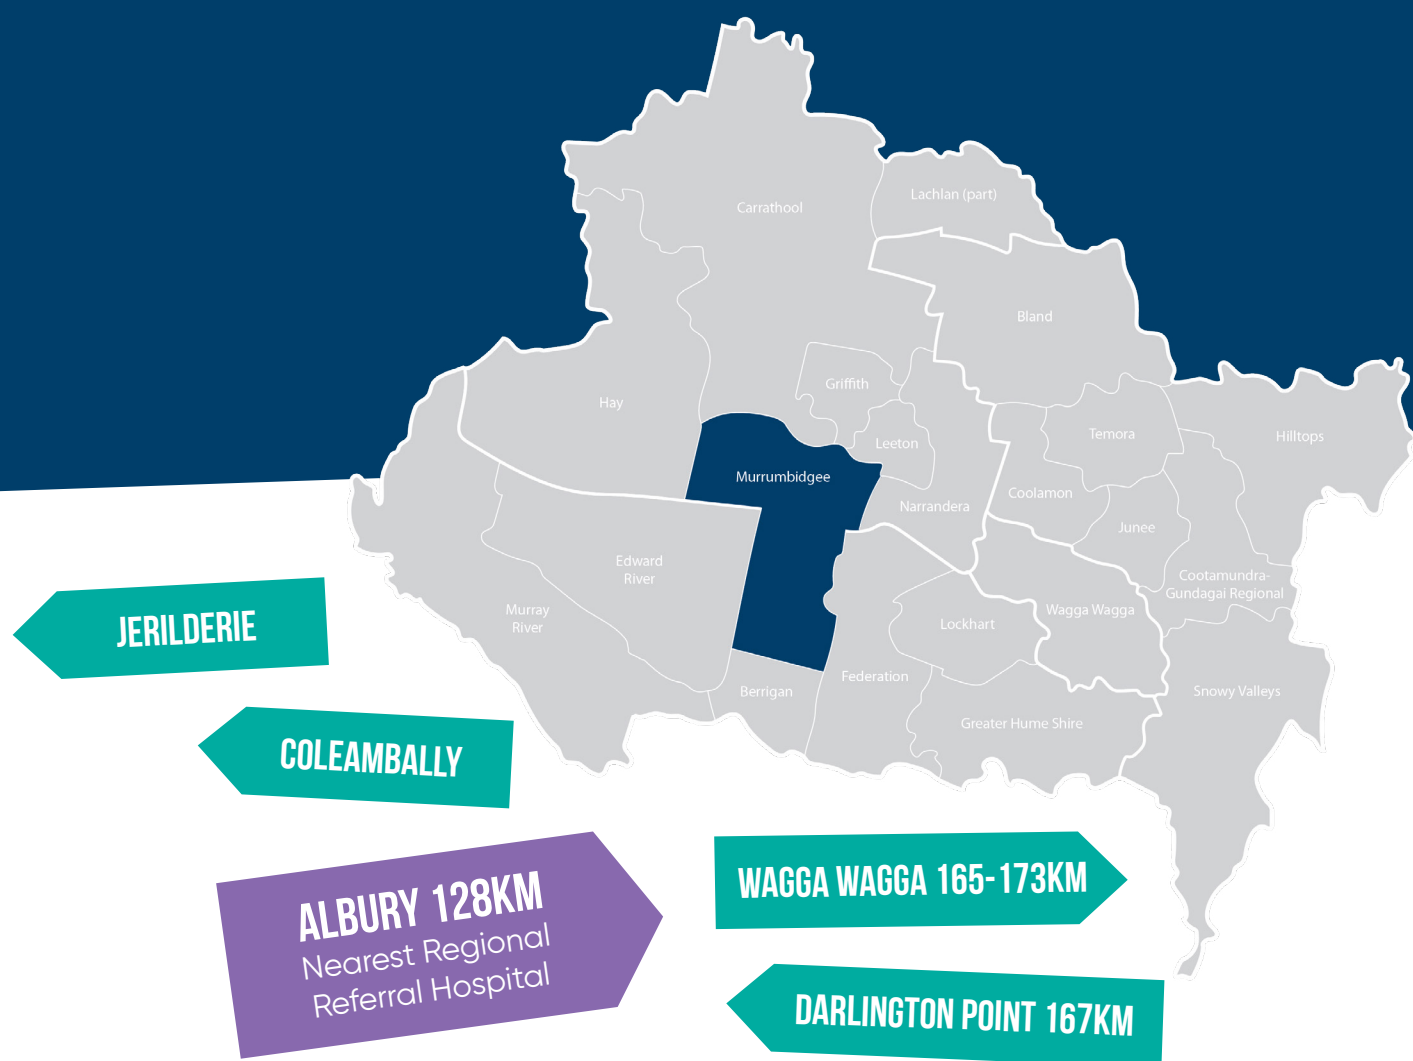 Lachlan (part)
Carrathool
Bland
Griffith
Hay
Temora
Hilltops
Leeton
Murrumbidgee
Coolamon
Narrandera
Junee
Edward
River
Cootamundra-
Gundagai Regional
Murray
River
Wagga Wagga
Lockhart
Federation
Berrigan
Snowy Valleys
Greater Hume Shire
JERILDERIE
COLEAMBALLY
ALBURY 128KM
Nearest Regional
Referral Hospital
WAGGA WAGGA 165-173KM
DARLINGTON POINT 167KM